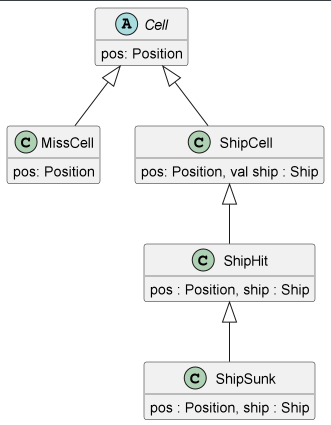 A Cell
pos: Position
C MissCell
pos: Position
C ShipCell
pos: Position, val ship : Ship
C ShipHit
pos : Position, ship : Ship
C ShipSunk
pos : Position, ship : Ship